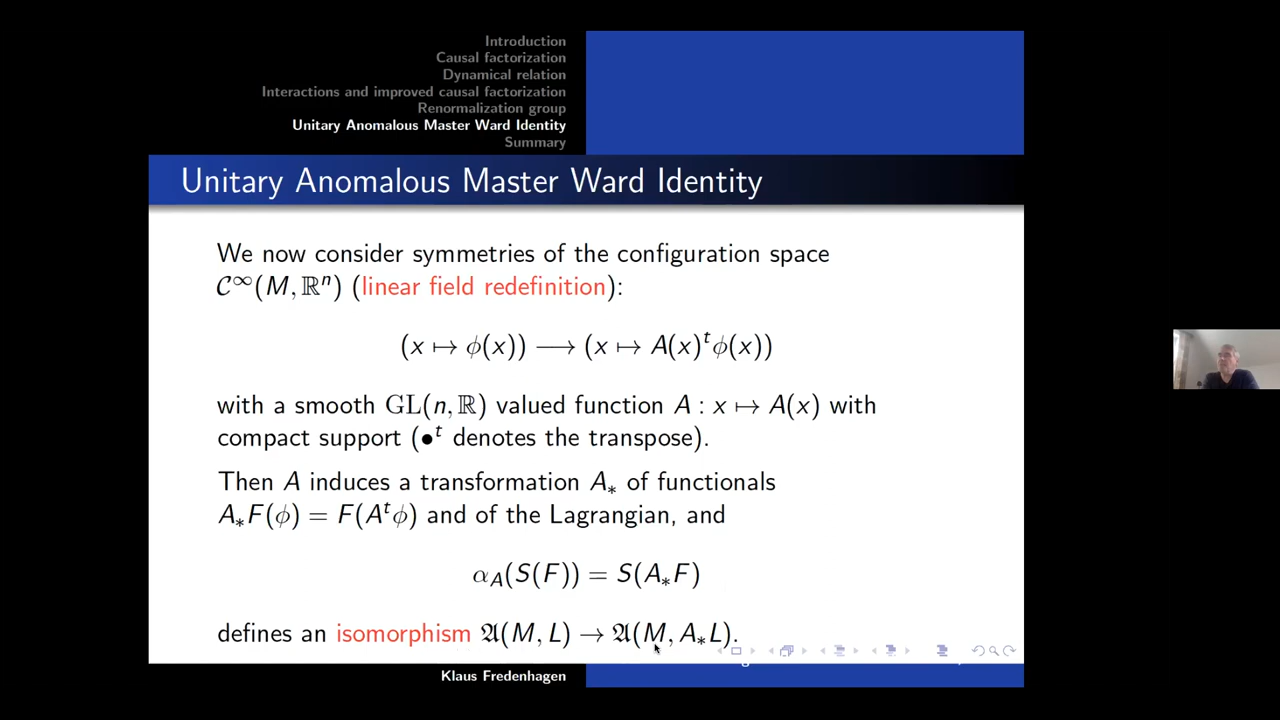 Introduction
Causal factorization
Dynamical relation
Interactions and improved causal factorization
Renormalization group
Unitary Anomalous Master Ward Identity
Summary
Unitary Anomalous Master Ward Identity
We now consider symmetries of the configuration space
𝒞^∞(M, ℝ^n) (linear field redefinition):
(x ↦ ϕ(x)) ⟶ (x ↦ A(x)^t ϕ(x))
with a smooth GL(n, ℝ) valued function A : x ↦ A(x) with
compact support (•^t denotes the transpose).
Then A induces a transformation A_* of functionals
A_*F(ϕ) = F(A^tϕ) and of the Lagrangian, and
α_A(S(F)) = S(A_*F)
defines an isomorphism 𝔄(M, L) → 𝔄(M, A_*L).
Klaus Fredenhagen